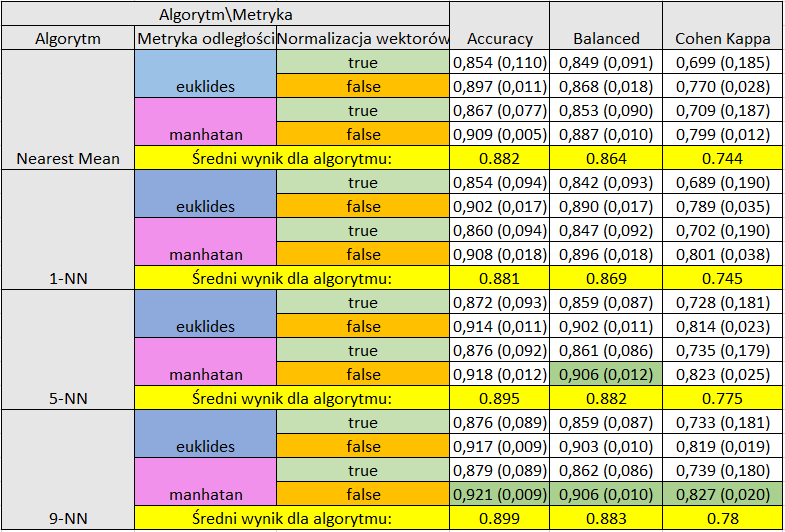 Algorytm\Metryka
Algorytm Metryka odległości Normalizacja wektorów Accuracy Balanced Cohen Kappa
true 0,854 (0,110) 0,849 (0,091) 0,699 (0,185)
euklides false 0,897 (0,011) 0,868 (0,018) 0,770 (0,028)
true 0,867 (0,077) 0,853 (0,090) 0,709 (0,187)
manhatan false 0,909 (0,005) 0,887 (0,010) 0,799 (0,012)
Nearest Mean Średni wynik dla algorytmu: 0.882 0.864 0.744
true 0,854 (0,094) 0,842 (0,093) 0,689 (0,190)
euklides false 0,902 (0,017) 0,890 (0,017) 0,789 (0,035)
true 0,860 (0,094) 0,847 (0,092) 0,702 (0,190)
manhatan false 0,908 (0,018) 0,896 (0,018) 0,801 (0,038)
1-NN Średni wynik dla algorytmu: 0.881 0.869 0.745
true 0,872 (0,093) 0,859 (0,087) 0,728 (0,181)
euklides false 0,914 (0,011) 0,902 (0,011) 0,814 (0,023)
true 0,876 (0,092) 0,861 (0,086) 0,735 (0,179)
manhatan false 0,918 (0,012) 0,906 (0,012) 0,823 (0,025)
5-NN Średni wynik dla algorytmu: 0.895 0.882 0.775
true 0,876 (0,089) 0,859 (0,087) 0,733 (0,181)
euklides false 0,917 (0,009) 0,903 (0,010) 0,819 (0,019)
true 0,879 (0,089) 0,862 (0,086) 0,739 (0,180)
manhatan false 0,921 (0,009) 0,906 (0,010) 0,827 (0,020)
9-NN Średni wynik dla algorytmu: 0.899 0.883 0.78